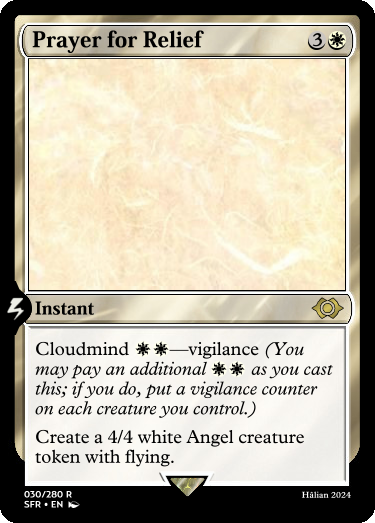 Prayer for Relief 3
Instant
Cloudmind —vigilance (You
may pay an additional as you cast
this; if you do, put a vigilance counter
on each creature you control.)
Create a 4/4 white Angel creature
token with flying.
030/280 R
SFR • EN Hālian 2024